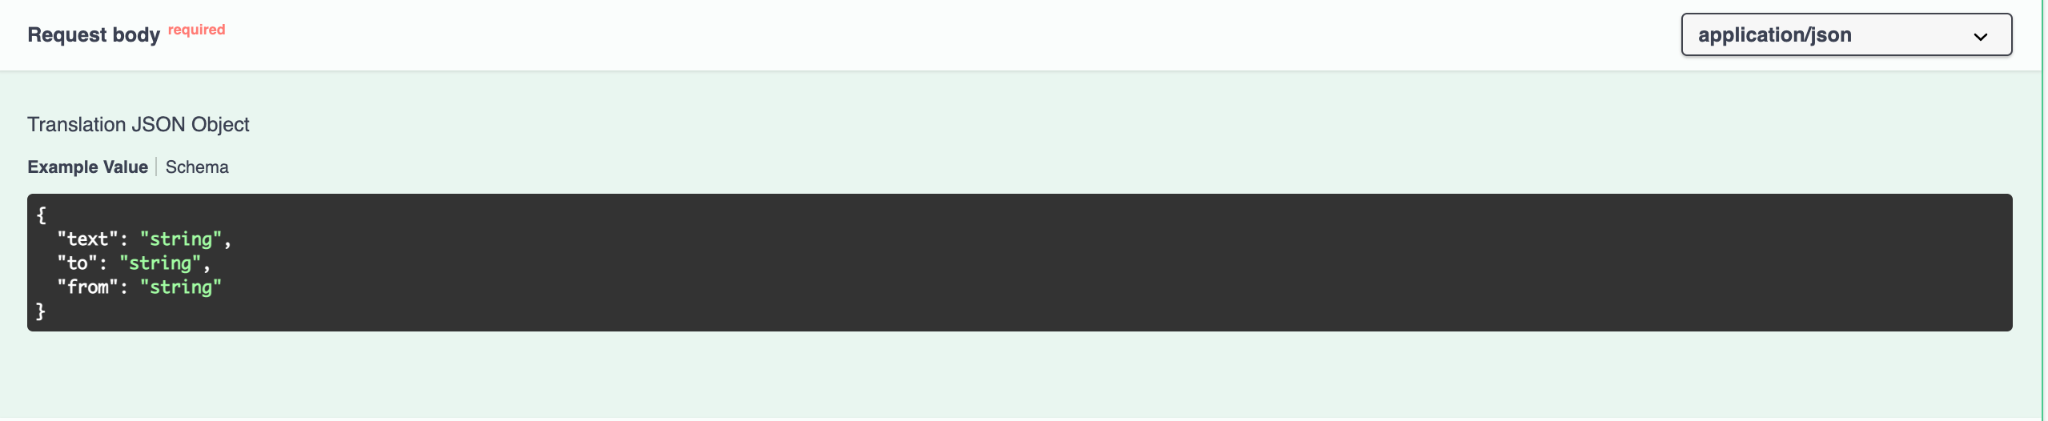 Request body required
application/json
Translation JSON Object
Example Value | Schema
{
  "text": "string",
  "to": "string",
  "from": "string"
}